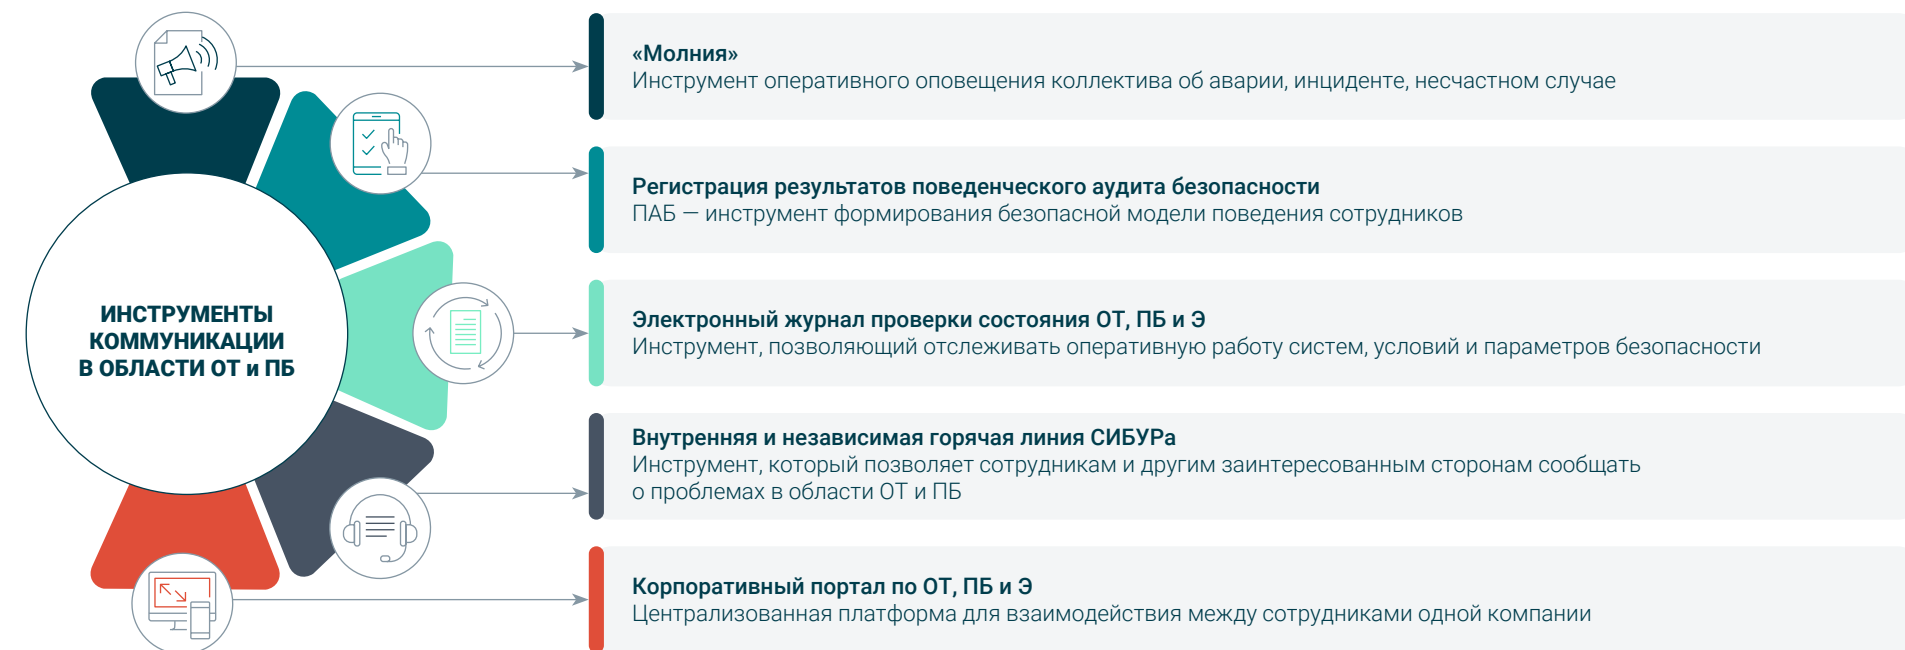 ИНСТРУМЕНТЫ
КОММУНИКАЦИИ
В ОБЛАСТИ ОТ и ПБ
«Молния»
Инструмент оперативного оповещения коллектива об аварии, инциденте, несчастном случае
Регистрация результатов поведенческого аудита безопасности
ПАБ — инструмент формирования безопасной модели поведения сотрудников
Электронный журнал проверки состояния ОТ, ПБ и Э
Инструмент, позволяющий отслеживать оперативную работу систем, условий и параметров безопасности
Внутренняя и независимая горячая линия СИБУРа
Инструмент, который позволяет сотрудникам и другим заинтересованным сторонам сообщать
о проблемах в области ОТ и ПБ
Корпоративный портал по ОТ, ПБ и Э
Централизованная платформа для взаимодействия между сотрудниками одной компании